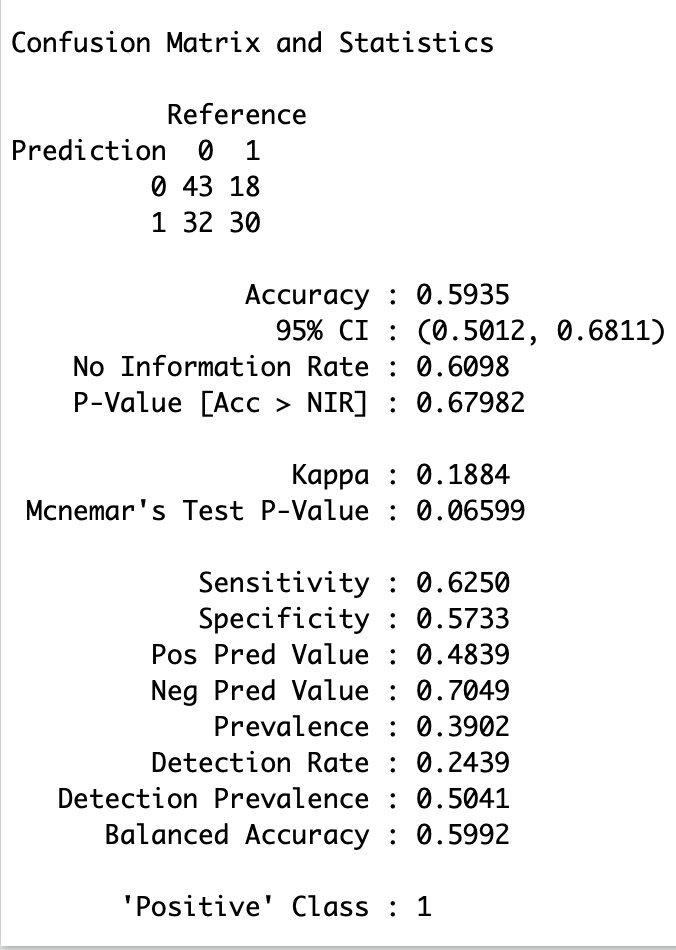 Confusion Matrix and Statistics
Reference
Prediction 0 1
0 43 18
1 32 30
Accuracy : 0.5935
95% CI : (0.5012, 0.6811)
No Information Rate : 0.6098
P-Value [Acc > NIR] : 0.67982
Kappa : 0.1884
Mcnemar's Test P-Value : 0.06599
Sensitivity : 0.6250
Specificity : 0.5733
Pos Pred Value : 0.4839
Neg Pred Value : 0.7049
Prevalence : 0.3902
Detection Rate : 0.2439
Detection Prevalence : 0.5041
Balanced Accuracy : 0.5992
'Positive' Class : 1